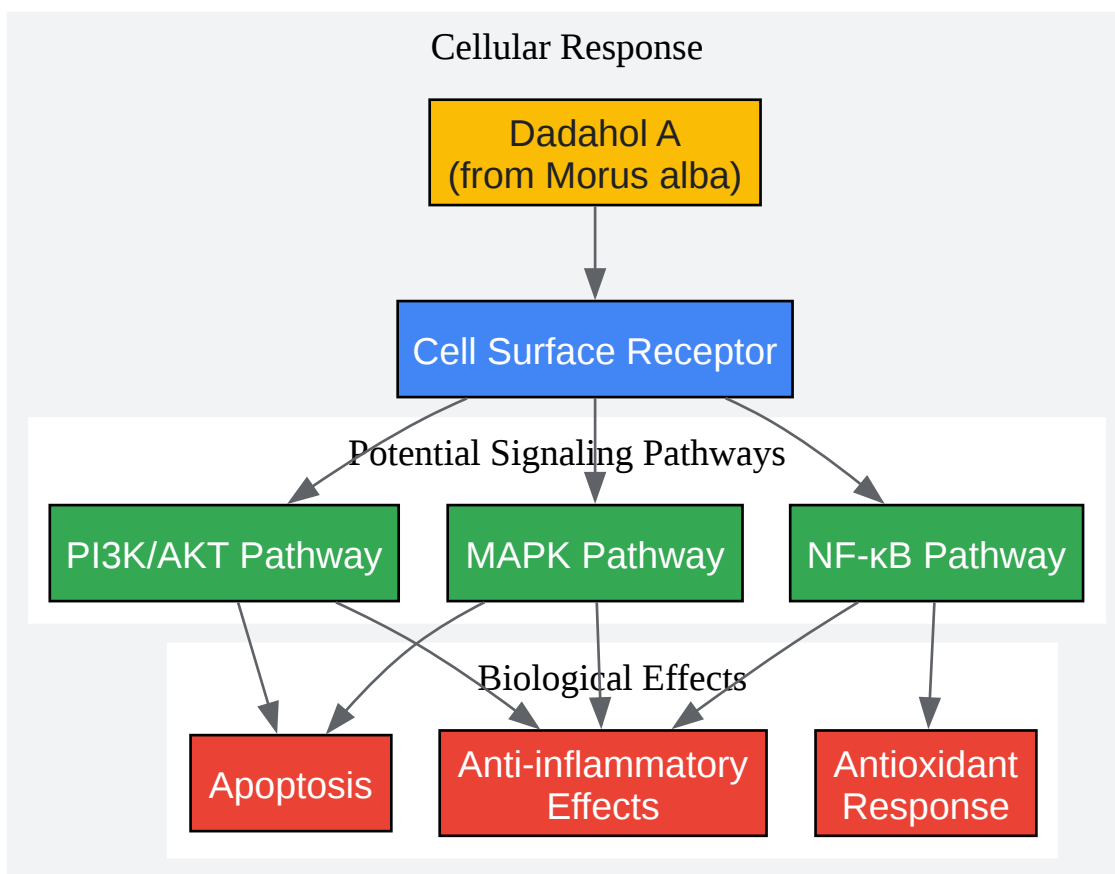 Cellular Response
Dadahol A
(from Morus alba)
Cell Surface Receptor
Potential Signaling Pathways
PI3K/AKT Pathway
MAPK Pathway
NF-κB Pathway
Biological Effects
Apoptosis
Anti-inflammatory
Effects
Antioxidant
Response